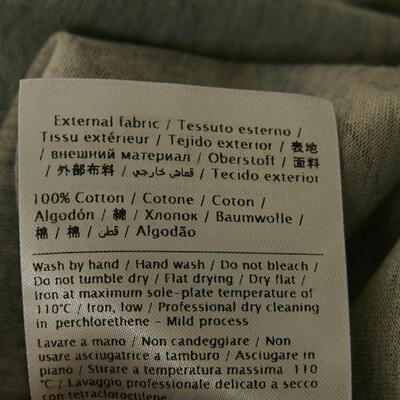 External fabric / Tessuto esterno /
Tissu extérieur / Tejido exterior / 表地
/ внешний материал / Oberstoff / 面料
/ 外部布料 / قماش خارجي / Tecido exterior
100% Cotton / Cotone / Coton /
Algodón / 綿 / Хлопок / Baumwolle /
棉 / 棉 / قطن / Algodão
Wash by hand / Hand wash / Do not bleach /
Do not tumble dry / Flat drying / Dry flat /
Iron at maximum sole-plate temperature of
110°C / Iron, low / Professional dry cleaning
in perchlorethene - Mild process
Lavare a mano / Non candeggiare / Non
usare asciugatrice a tamburo / Asciugare in
piano / Stirare a temperatura massima 110
°C / Lavaggio professionale delicato a secco
con tetracloroetilene